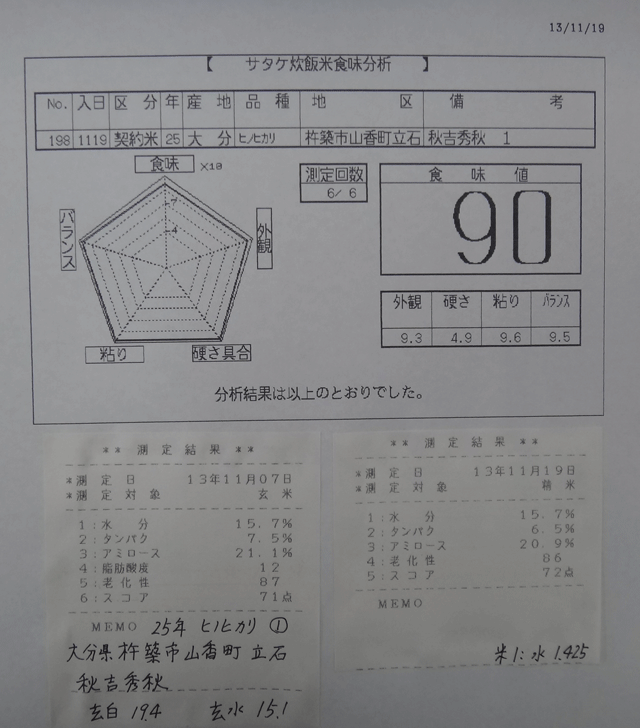 13/11/19
【 サタケ炊飯米食味分析 】
No. 入日 区 分 年 産 地 品 種 地 区 備 考
198 1119 契約米 25 大 分 ヒノヒカリ 杵築市山香町立石 秋吉秀秋 1
食味 ×10
7
4
バランス
外観
粘り
硬さ具合
測定回数
6/ 6
食 味 値
90
外観 硬さ 粘り バランス
9.3 4.9 9.6 9.5
分析結果は以上のとおりでした。
** 測 定 結 果 **
*測 定 日 13年11月07日
*測 定 対 象 玄 米
1:水 分 15.7%
2:タンパク 7.5%
3:アミロース 21.1%
4:脂肪酸度 12
5:老化性 87
6:スコア 71点
MEMO 25年 ヒノヒカリ ①
大分県杵築市山香町立石
秋吉秀秋
玄白 19.4 玄水 15.1
** 測 定 結 果 **
*測 定 日 13年11月19日
*測 定 対 象 精 米
1:水 分 15.7%
2:タンパク 6.5%
3:アミロース 20.9%
4:老化性 86
5:スコア 72点
MEMO
米1:水 1.425